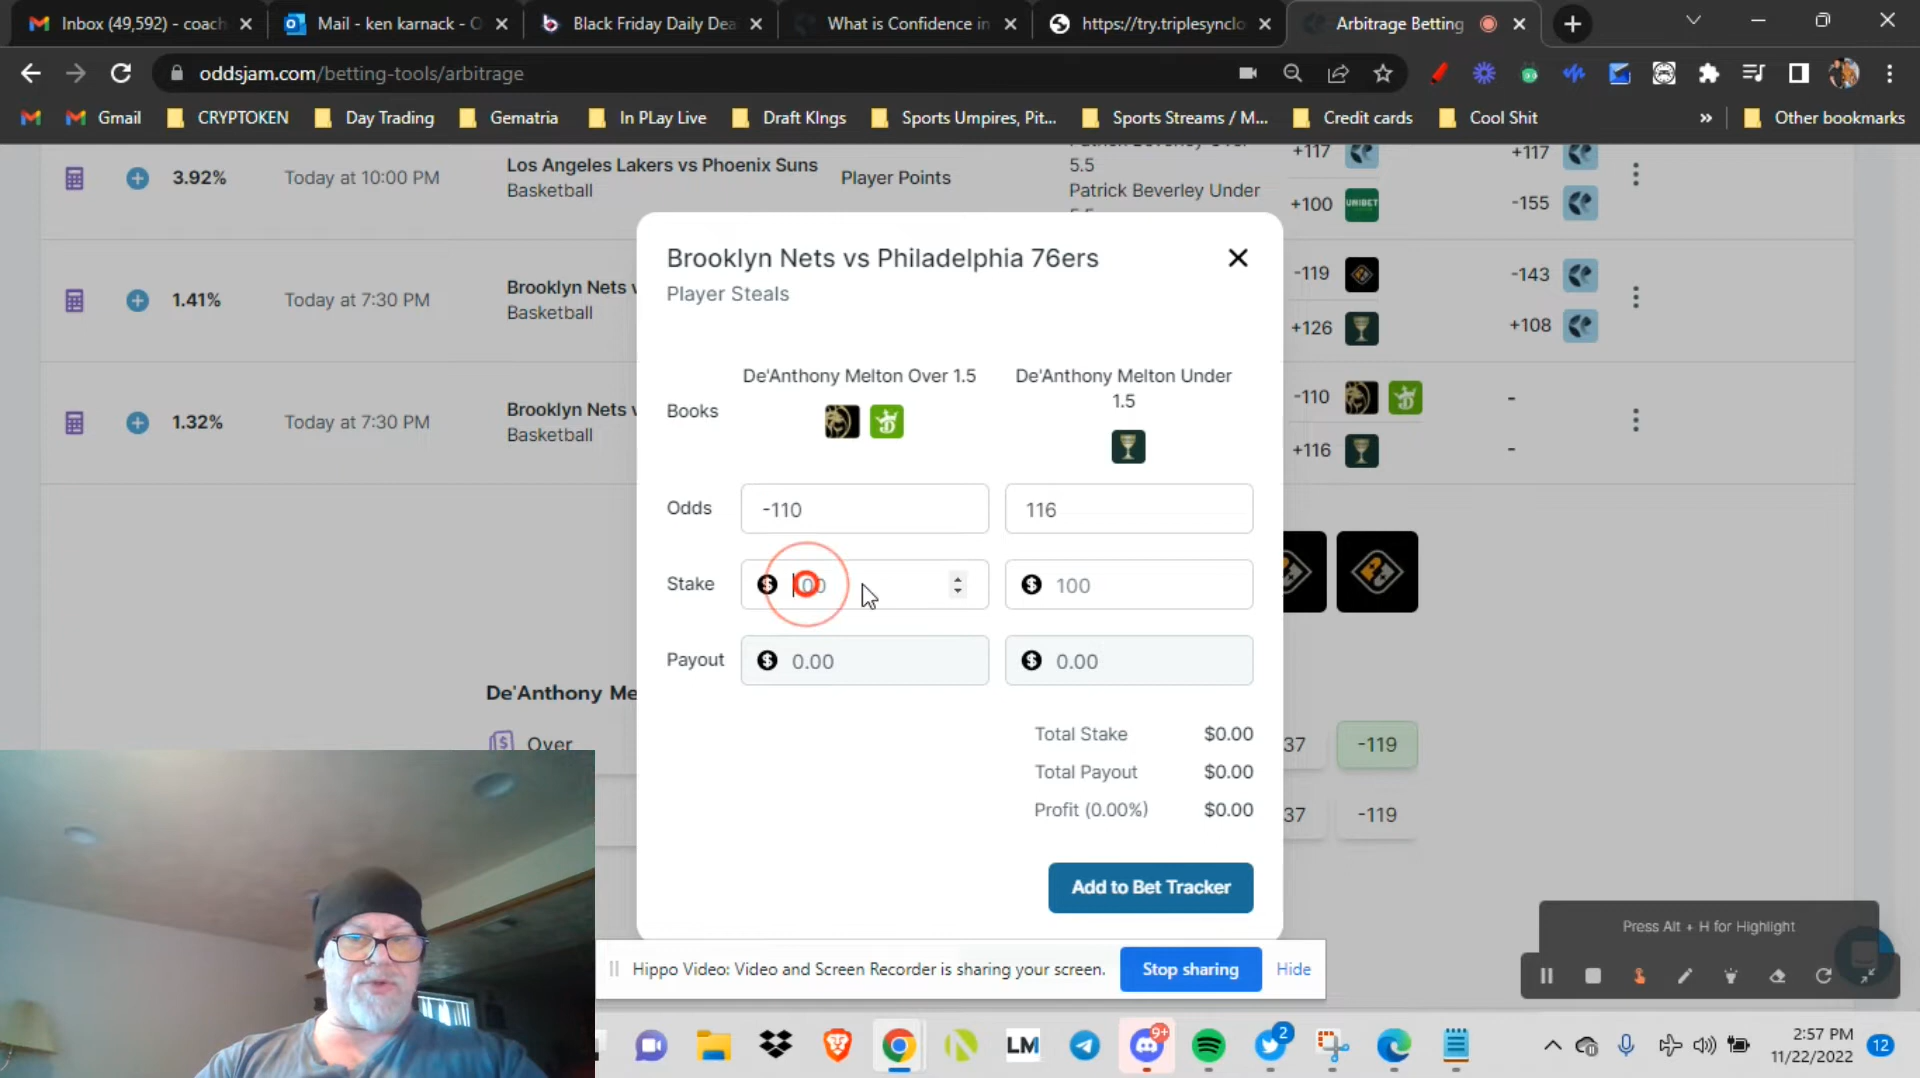 Inbox (49,592) - coach
Mail - ken karnack - O
Black Friday Daily Dea
What is Confidence in
https://try.triplesynclo
Arbitrage Betting
oddsjam.com/betting-tools/arbitrage
Gmail
CRYPTOKEN
Day Trading
Gematria
In PLay Live
Draft KIngs
Sports Umpires, Pit...
Sports Streams / M...
Credit cards
Cool Shit
»
Other bookmarks
3.92%
Today at 10:00 PM
Los Angeles Lakers vs Phoenix Suns
Basketball
Player Points
5.5
Patrick Beverley Under
+117
+100
UNIBET
+117
-155
1.41%
Today at 7:30 PM
Brooklyn Nets v
Basketball
-119
+126
-143
+108
1.32%
Today at 7:30 PM
Brooklyn Nets v
Basketball
-110
+116
-
-
Brooklyn Nets vs Philadelphia 76ers
Player Steals
De'Anthony Melton Over 1.5
De'Anthony Melton Under
1.5
Books
Odds
-110
116
Stake
$
$ 100
Payout
$ 0.00
$ 0.00
Total Stake $0.00
Total Payout $0.00
Profit (0.00%) $0.00
Add to Bet Tracker
De'Anthony Me
Over
37
-119
37
-119
Press Alt + H for Highlight
Hippo Video: Video and Screen Recorder is sharing your screen.
Stop sharing
Hide
LM
9+
2
2:57 PM
11/22/2022
12